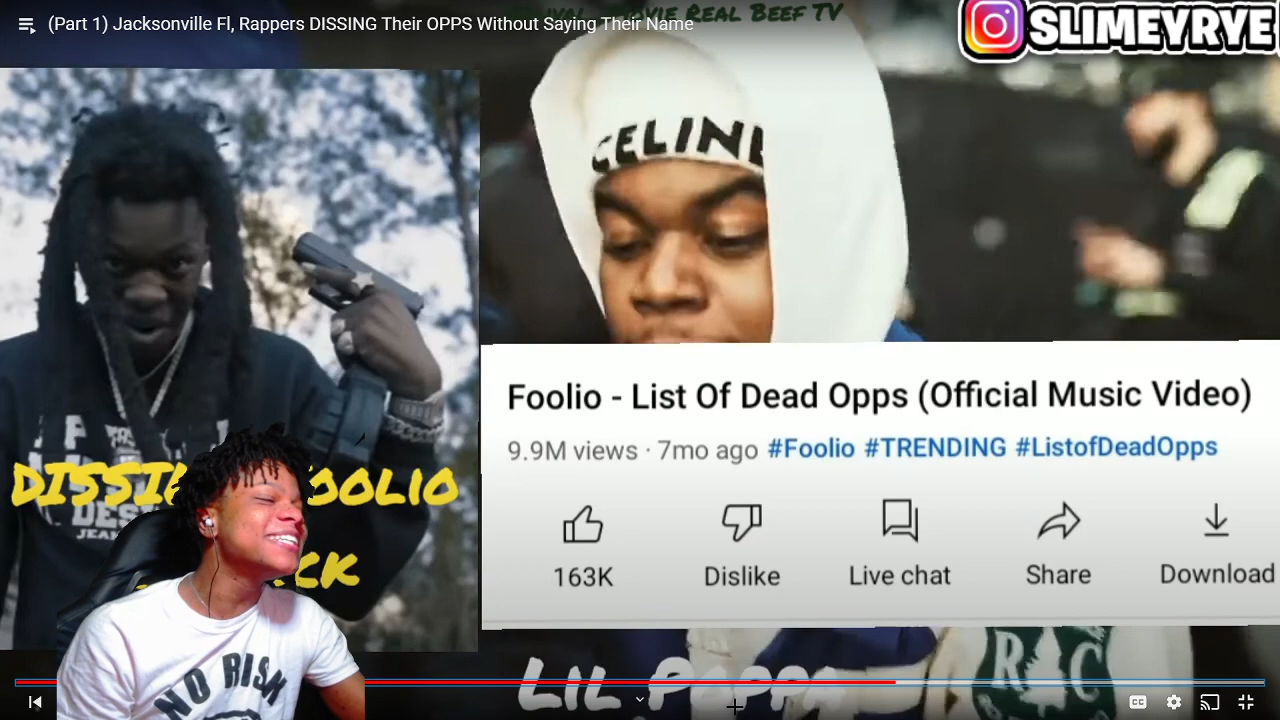 (Part 1) Jacksonville Fl, Rappers DISSING Their OPPS Without Saying Their Name
Real Beef TV
SLIMEYRYE
CELINE
Foolio - List Of Dead Opps (Official Music Video)
9.9M views · 7mo ago #Foolio #TRENDING #ListofDeadOpps
163K
Dislike
Live chat
Share
Download
NO RISK
LIL POPPA
R C
CC